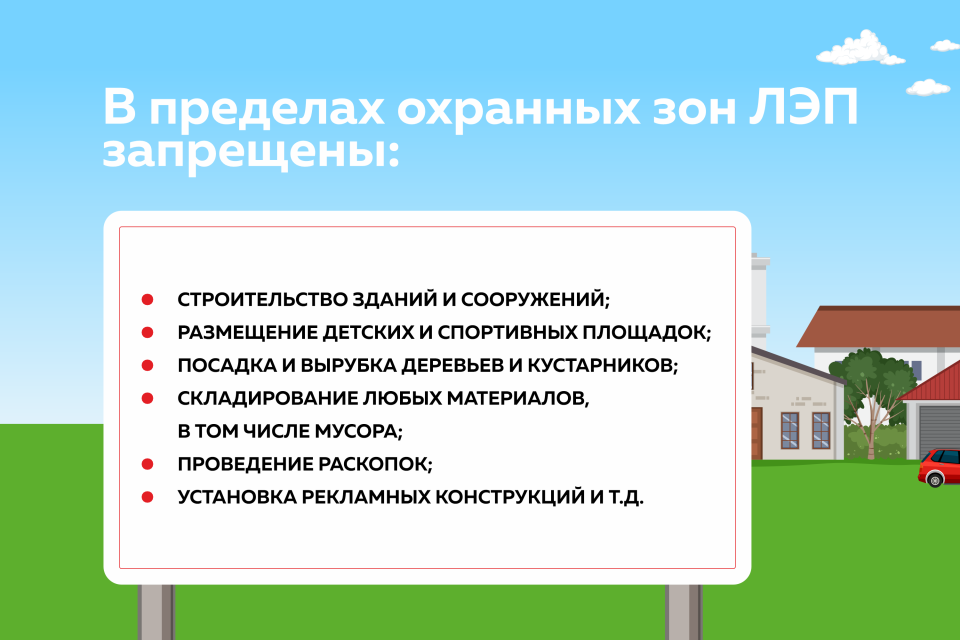 В пределах охранных зон ЛЭП
запрещены:
СТРОИТЕЛЬСТВО ЗДАНИЙ И СООРУЖЕНИЙ;
РАЗМЕЩЕНИЕ ДЕТСКИХ И СПОРТИВНЫХ ПЛОЩАДОК;
ПОСАДКА И ВЫРУБКА ДЕРЕВЬЕВ И КУСТАРНИКОВ;
СКЛАДИРОВАНИЕ ЛЮБЫХ МАТЕРИАЛОВ,
В ТОМ ЧИСЛЕ МУСОРА;
ПРОВЕДЕНИЕ РАСКОПОК;
УСТАНОВКА РЕКЛАМНЫХ КОНСТРУКЦИЙ И Т.Д.